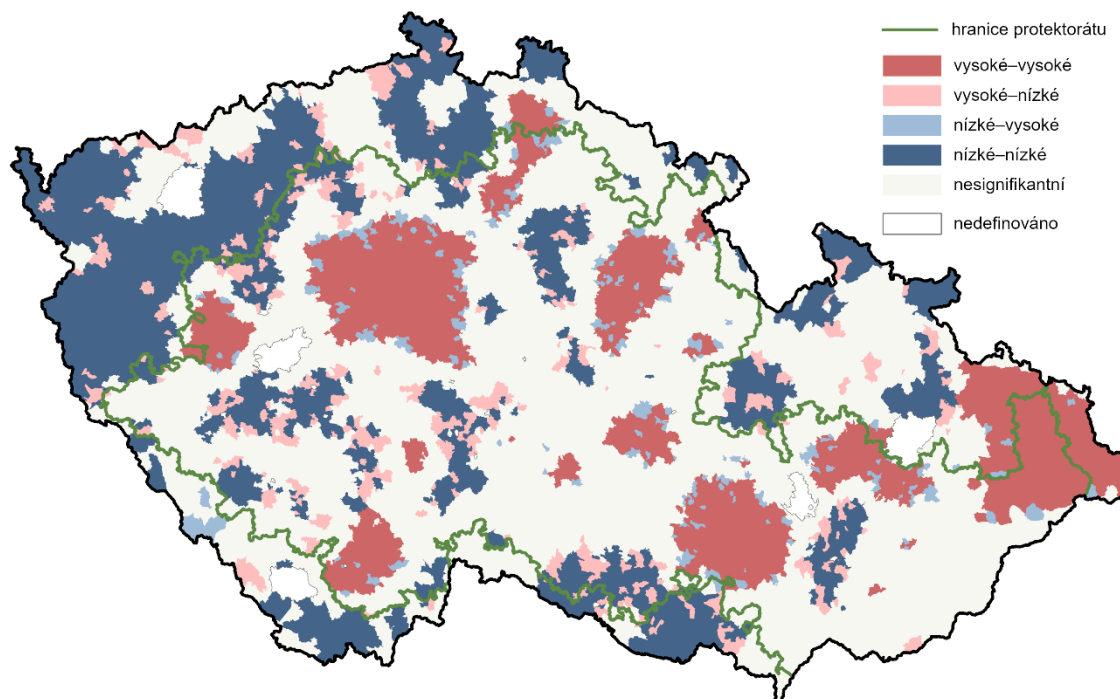 hranice protektorátu
vysoké–vysoké
vysoké–nízké
nízké–vysoké
nízké–nízké
nesignifikantní
nedefinováno